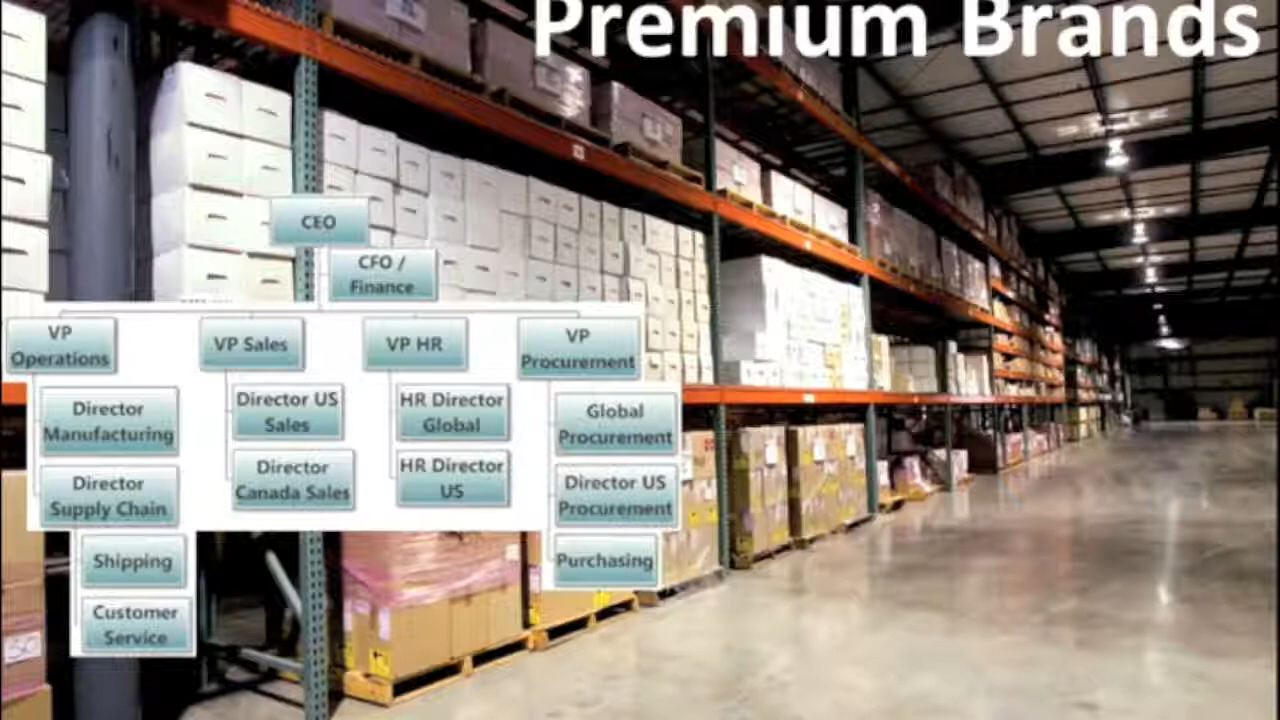 Premium Brands
CEO
CFO /
Finance
VP
Operations
VP Sales
VP HR
VP
Procurement
Director
Manufacturing
Director US
Sales
HR Director
Global
Global
Procurement
Director
Supply Chain
Director
Canada Sales
HR Director
US
Director US
Procurement
Shipping
Purchasing
Customer
Service